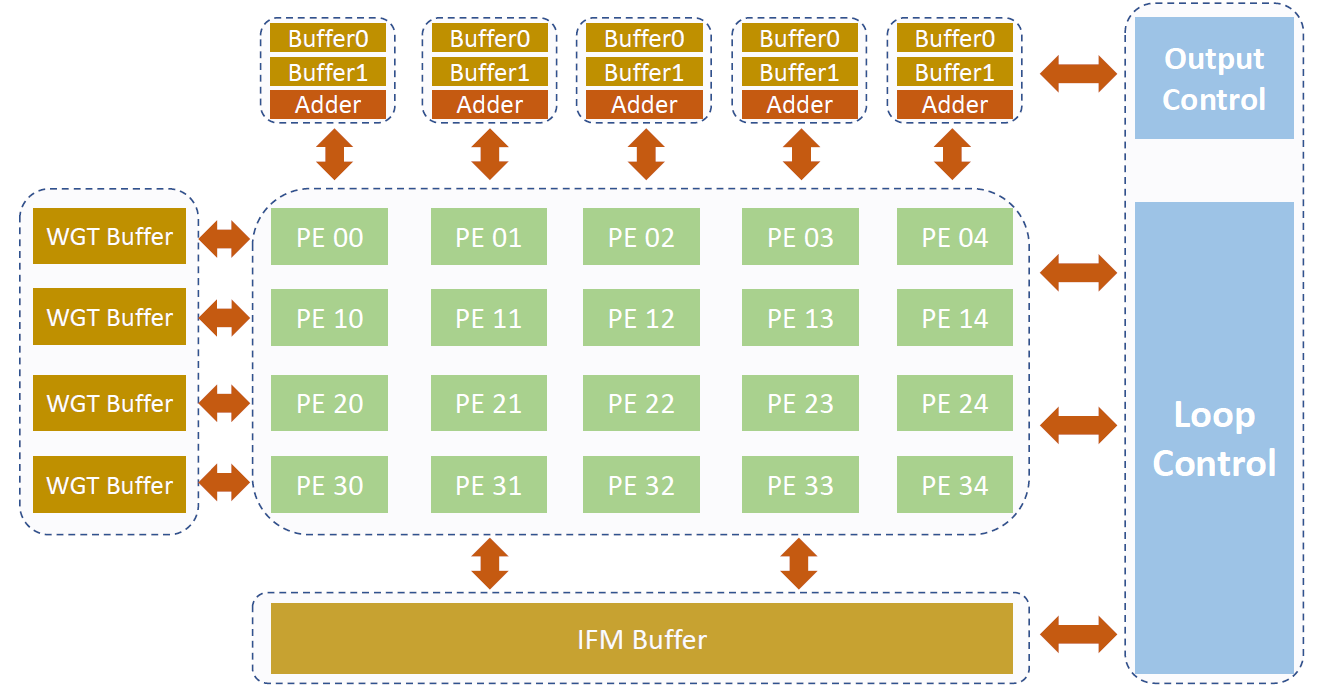 Buffer0 Buffer0 Buffer0 Buffer0 Buffer0
Buffer1 Buffer1 Buffer1 Buffer1 Buffer1
Adder Adder Adder Adder Adder
Output
Control
WGT Buffer PE 00 PE 01 PE 02 PE 03 PE 04
WGT Buffer PE 10 PE 11 PE 12 PE 13 PE 14
WGT Buffer PE 20 PE 21 PE 22 PE 23 PE 24
WGT Buffer PE 30 PE 31 PE 32 PE 33 PE 34
Loop
Control
IFM Buffer